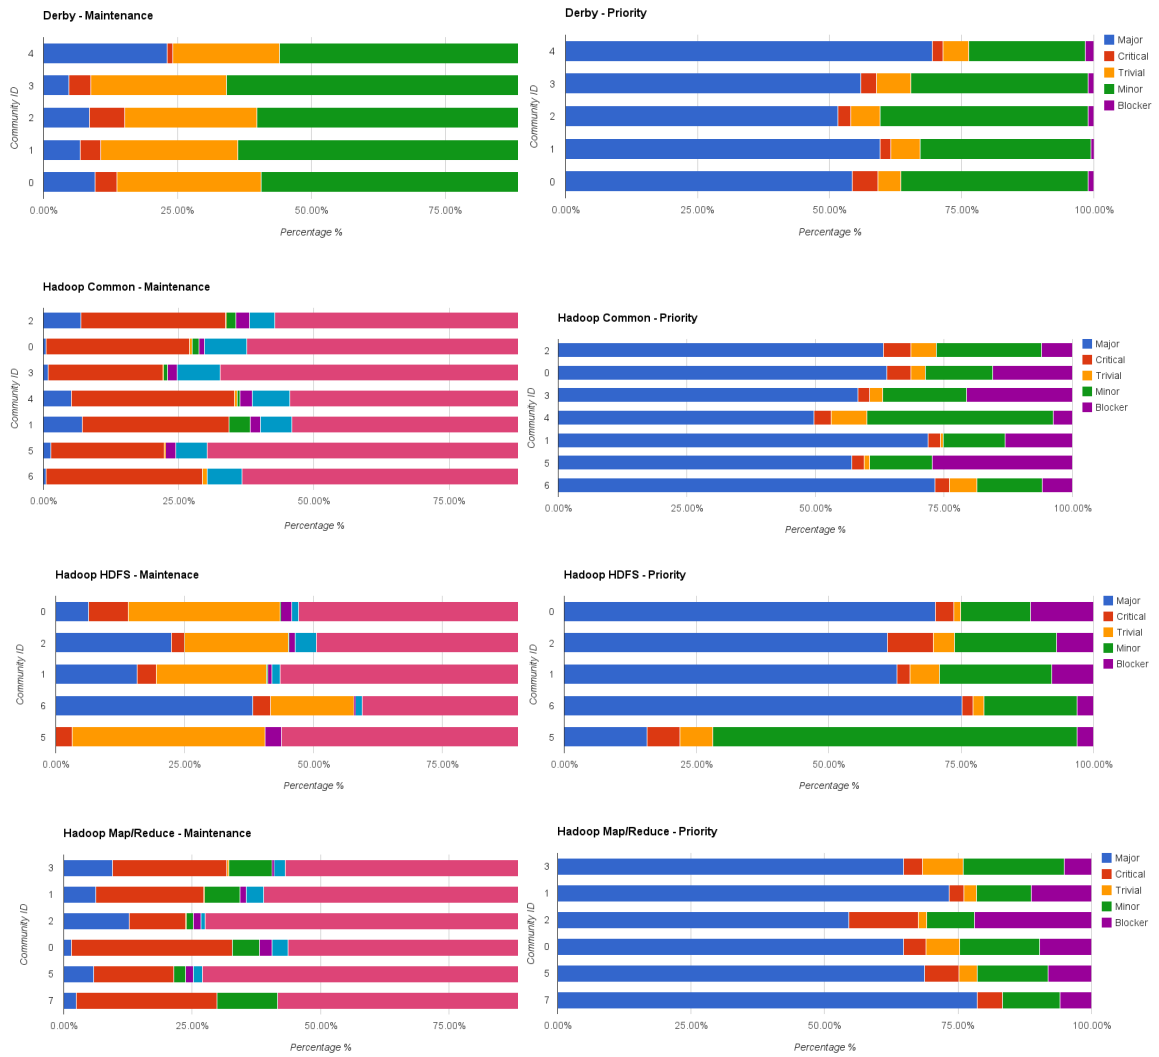 Derby - Maintenance
Community ID
4
3
2
1
0
0.00% 25.00% 50.00% 75.00%
Percentage %
Derby - Priority
Community ID
4
3
2
1
0
0.00% 25.00% 50.00% 75.00% 100.00%
Percentage %
Major
Critical
Trivial
Minor
Blocker
Hadoop Common - Maintenance
Community ID
2
0
3
4
1
5
6
0.00% 25.00% 50.00% 75.00%
Percentage %
Hadoop Common - Priority
Community ID
2
0
3
4
1
5
6
0.00% 25.00% 50.00% 75.00% 100.00%
Percentage %
Major
Critical
Trivial
Minor
Blocker
Hadoop HDFS - Maintenace
Community ID
0
2
1
6
5
0.00% 25.00% 50.00% 75.00%
Percentage %
Hadoop HDFS - Priority
Community ID
0
2
1
6
5
0.00% 25.00% 50.00% 75.00% 100.00%
Percentage %
Major
Critical
Trivial
Minor
Blocker
Hadoop Map/Reduce - Maintenance
Community ID
3
1
2
0
5
7
0.00% 25.00% 50.00% 75.00%
Percentage %
Hadoop Map/Reduce - Priority
Community ID
3
1
2
0
5
7
0.00% 25.00% 50.00% 75.00% 100.00%
Percentage %
Major
Critical
Trivial
Minor
Blocker